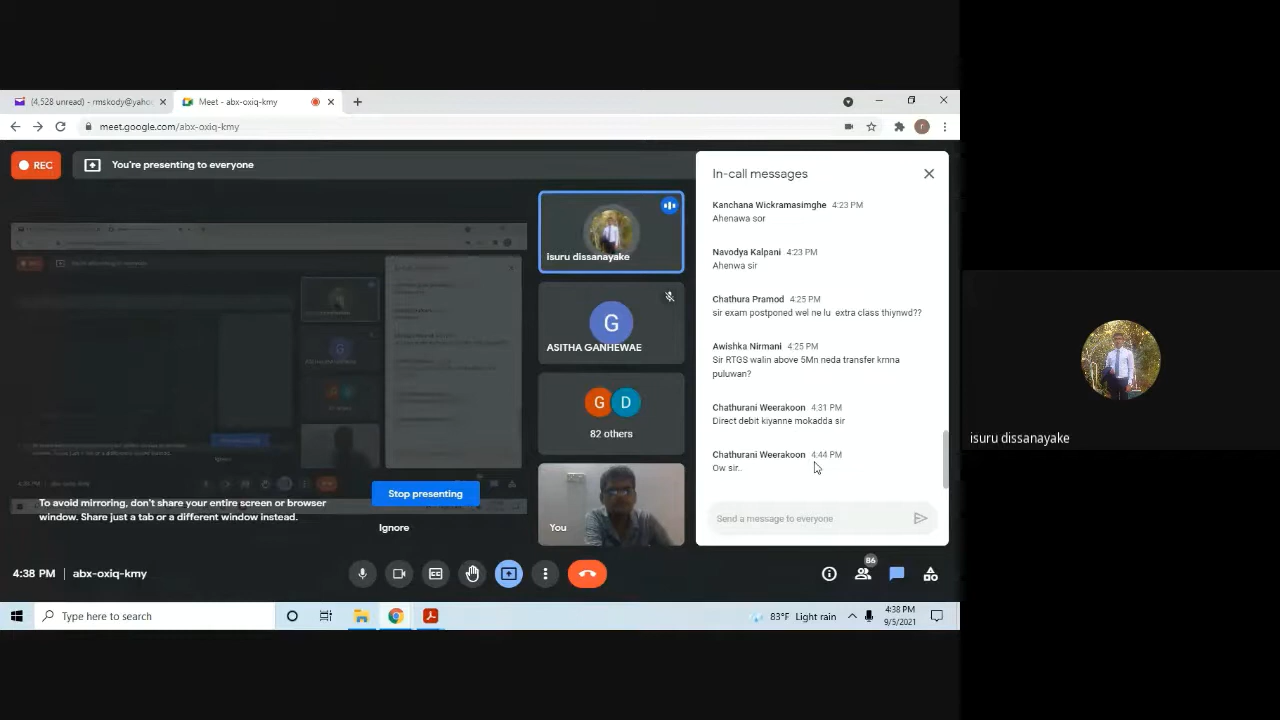 (4,528 unread) - rmskody@yaho
Meet - abx-oxiq-kmy
meet.google.com/abx-oxiq-kmy
r
REC
You're presenting to everyone
In-call messages
Kanchana Wickramasimghe 4:23 PM
Ahenawa sor
Navodya Kalpani 4:23 PM
Ahenwa sir
Chathura Pramod 4:25 PM
sir exam postponed wel ne lu extra class thiynwd??
Awishka Nirmani 4:25 PM
Sir RTGS walin above 5Mn neda transfer krnna
puluwan?
Chathurani Weerakoon 4:31 PM
Direct debit kiyanne mokadda sir
Chathurani Weerakoon 4:44 PM
Ow sir..
Send a message to everyone
isuru dissanayake
G
ASITHA GANHEWAE
G D
82 others
You
To avoid mirroring, don't share your entire screen or browser
window. Share just a tab or a different window instead.
Stop presenting
Ignore
4:38 PM | abx-oxiq-kmy
86
Type here to search
83°F Light rain
4:38 PM
9/5/2021
isuru dissanayake